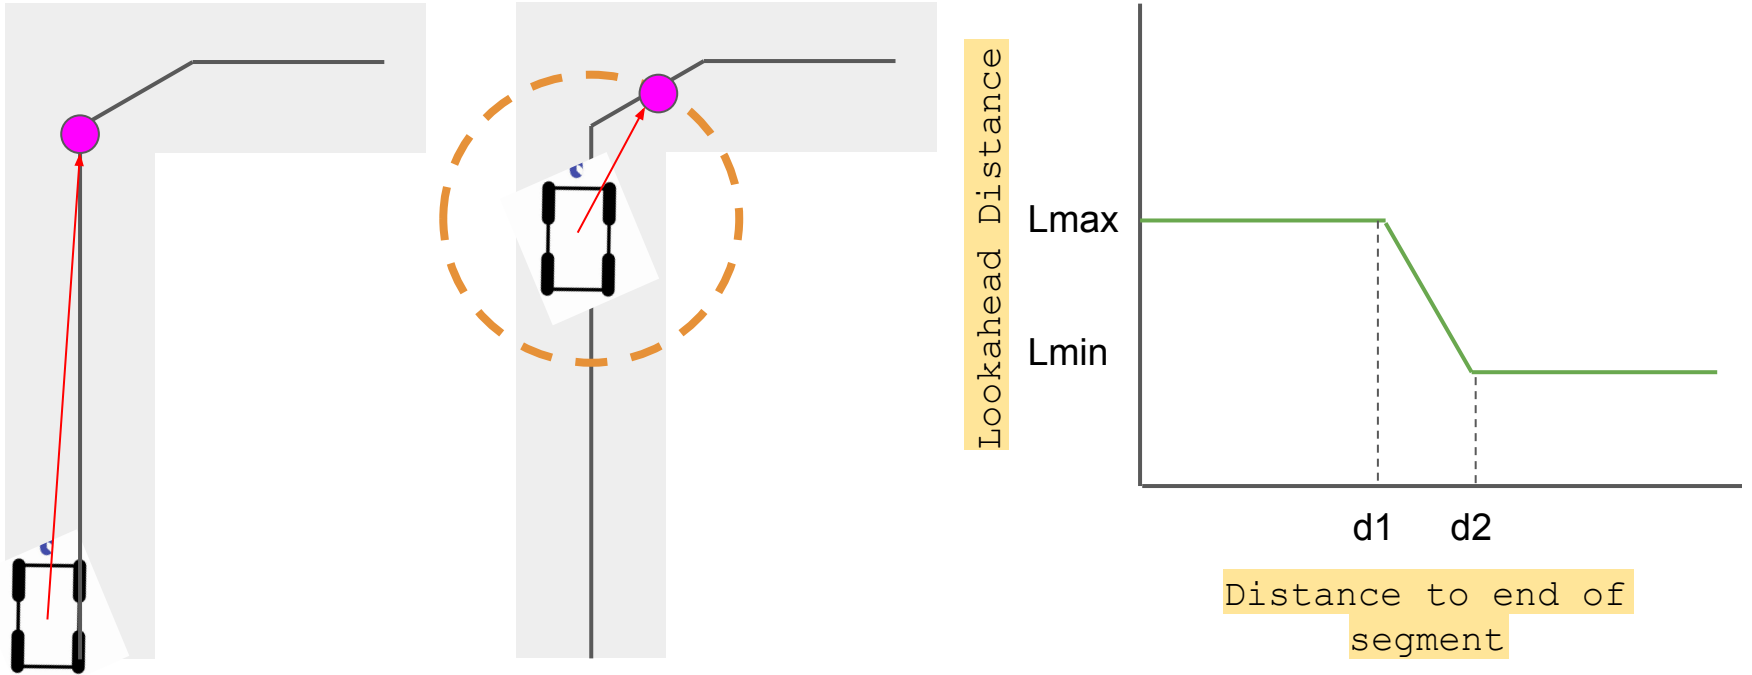 Lookahead Distance
Lmax
Lmin
d1 d2
Distance to end of
segment